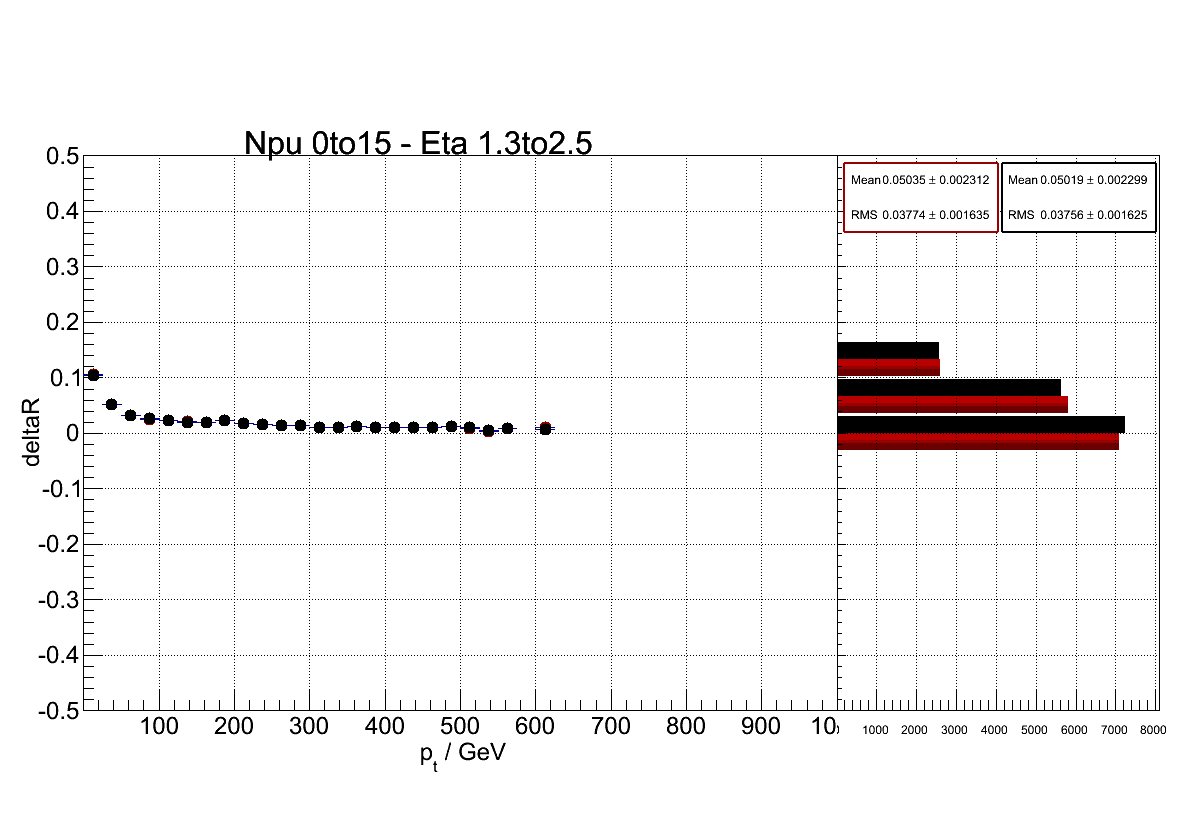 Npu 0to15 - Eta 1.3to2.5
Mean 0.05035 ± 0.002312
RMS 0.03774 ± 0.001635
Mean 0.05019 ± 0.002299
RMS 0.03756 ± 0.001625
deltaR
0.5
0.4
0.3
0.2
0.1
0
-0.1
-0.2
-0.3
-0.4
-0.5
100 200 300 400 500 600 700 800 900 10
1000 2000 3000 4000 5000 6000 7000 8000
pt / GeV